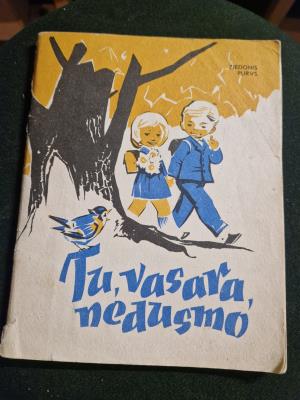 ZIEDONIS
PURVS
Tu, vasara,
nedusmo